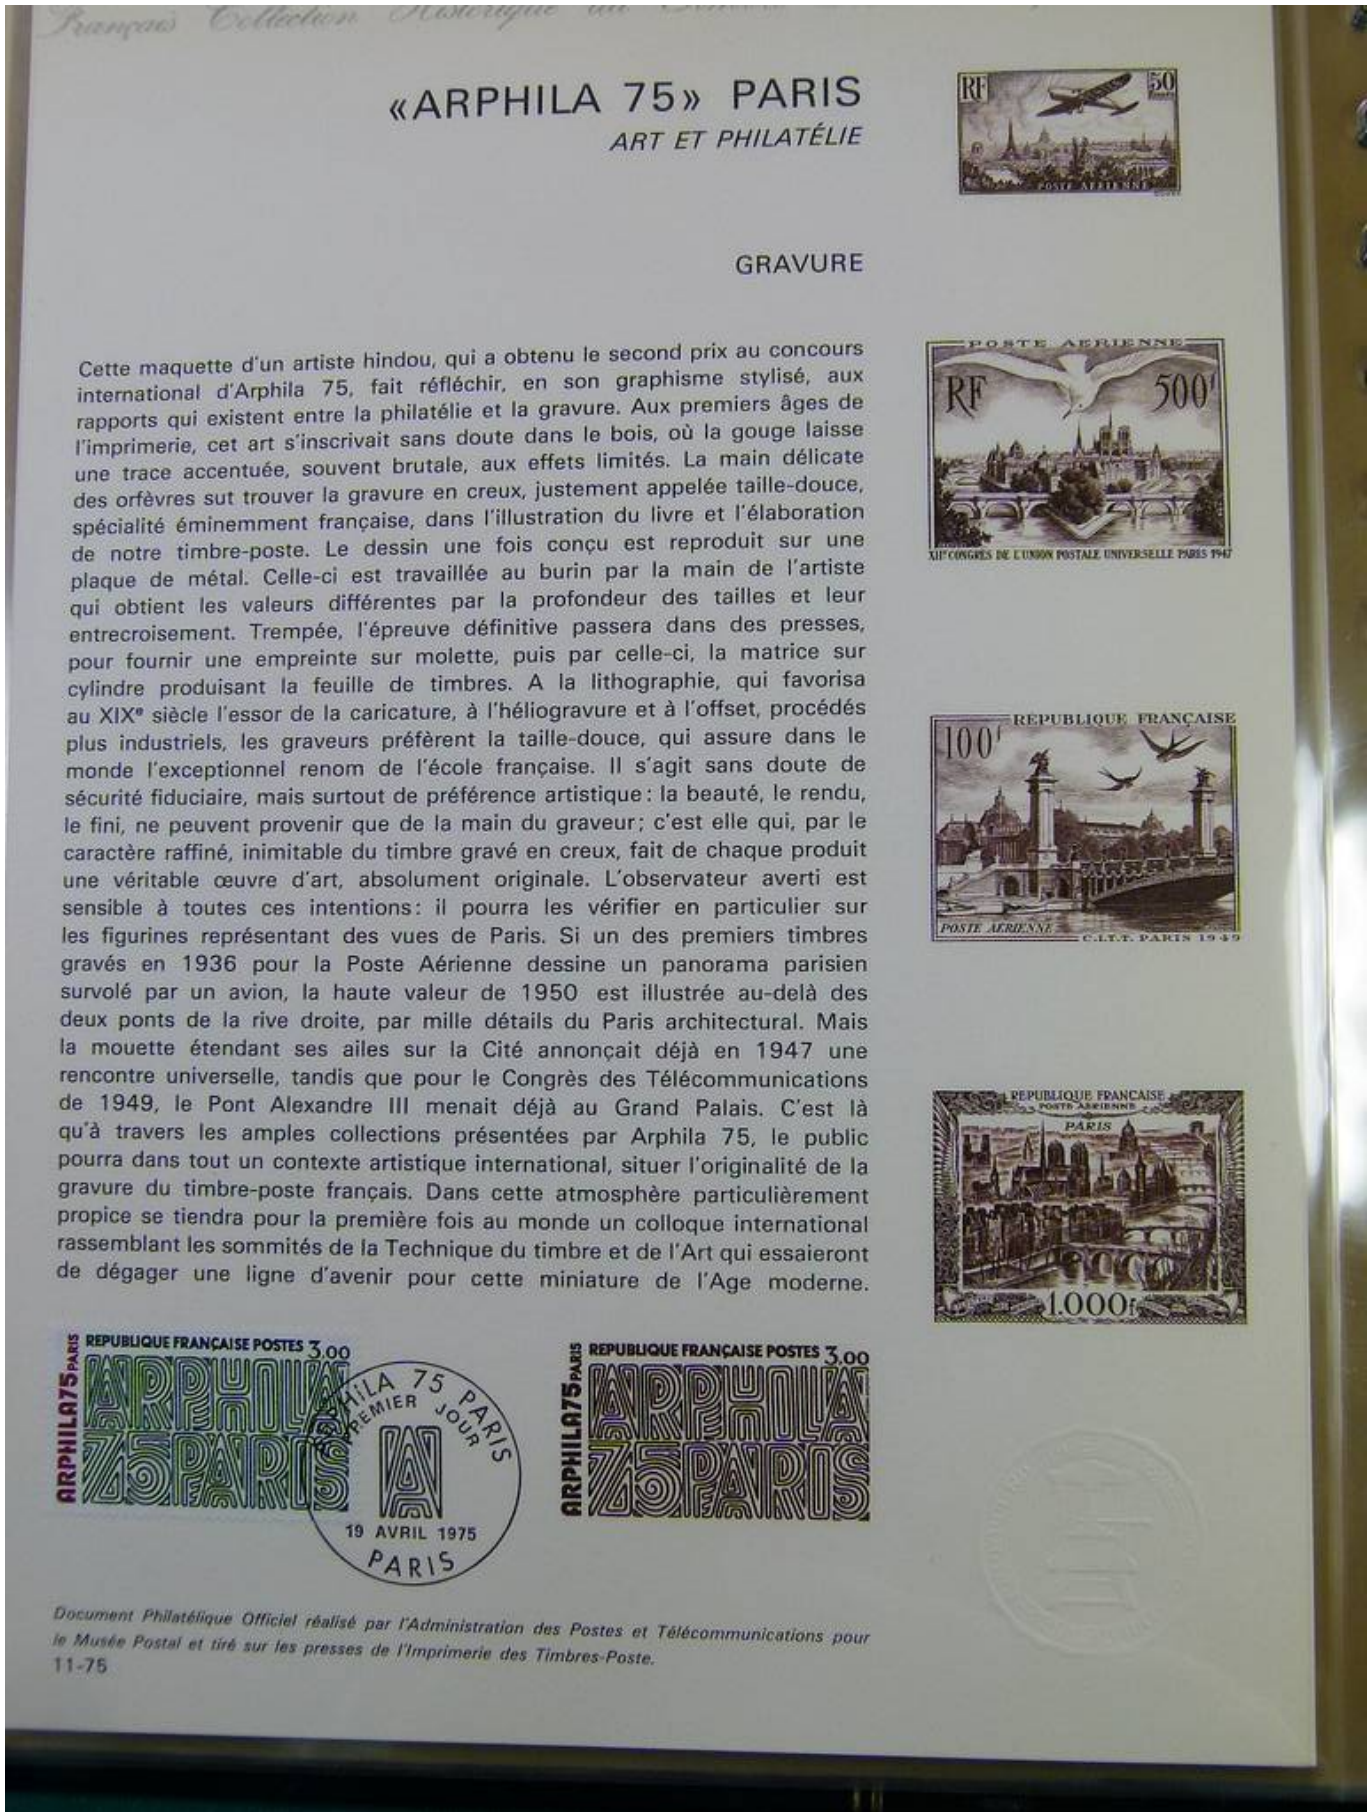 Français Collection Historique du
«ARPHILA 75» PARIS
ART ET PHILATÉLIE
GRAVURE
Cette maquette d'un artiste hindou, qui a obtenu le second prix au concours
international d'Arphila 75, fait réfléchir, en son graphisme stylisé, aux
rapports qui existent entre la philatélie et la gravure. Aux premiers âges de
l'imprimerie, cet art s'inscrivait sans doute dans le bois, où la gouge laisse
une trace accentuée, souvent brutale, aux effets limités. La main délicate
des orfèvres sut trouver la gravure en creux, justement appelée taille-douce,
spécialité éminemment française, dans l'illustration du livre et l'élaboration
de notre timbre-poste. Le dessin une fois conçu est reproduit sur une
plaque de métal. Celle-ci est travaillée au burin par la main de l'artiste
qui obtient les valeurs différentes par la profondeur des tailles et leur
entrecroisement. Trempée, l'épreuve définitive passera dans des presses,
pour fournir une empreinte sur molette, puis par celle-ci, la matrice sur
cylindre produisant la feuille de timbres. A la lithographie, qui favorisa
au XIXe siècle l'essor de la caricature, à l'héliogravure et à l'offset, procédés
plus industriels, les graveurs préfèrent la taille-douce, qui assure dans le
monde l'exceptionnel renom de l'école française. Il s'agit sans doute de
sécurité fiduciaire, mais surtout de préférence artistique : la beauté, le rendu,
le fini, ne peuvent provenir que de la main du graveur ; c'est elle qui, par le
caractère raffiné, inimitable du timbre gravé en creux, fait de chaque produit
une véritable œuvre d'art, absolument originale. L'observateur averti est
sensible à toutes ces intentions : il pourra les vérifier en particulier sur
les figurines représentant des vues de Paris. Si un des premiers timbres
gravés en 1936 pour la Poste Aérienne dessine un panorama parisien
survolé par un avion, la haute valeur de 1950 est illustrée au-delà des
deux ponts de la rive droite, par mille détails du Paris architectural. Mais
la mouette étendant ses ailes sur la Cité annonçait déjà en 1947 une
rencontre universelle, tandis que pour le Congrès des Télécommunications
de 1949, le Pont Alexandre III menait déjà au Grand Palais. C'est là
qu'à travers les amples collections présentées par Arphila 75, le public
pourra dans tout un contexte artistique international, situer l'originalité de la
gravure du timbre-poste français. Dans cette atmosphère particulièrement
propice se tiendra pour la première fois au monde un colloque international
rassemblant les sommités de la Technique du timbre et de l'Art qui essaieront
de dégager une ligne d'avenir pour cette miniature de l'Age moderne.
RF 50
POSTE AERIENNE
POSTE AERIENNE
RF 500f
XIIe CONGRÈS DE L'UNION POSTALE UNIVERSELLE PARIS 1947
RÉPUBLIQUE FRANÇAISE
100f
POSTE AERIENNE
C.I.T.T. PARIS 1949
REPUBLIQUE FRANÇAISE
POSTE AERIENNE
PARIS
1.000f
REPUBLIQUE FRANÇAISE POSTES 3,00
ARPHILA75PARIS
ARPHILA
75PARIS
ARPHILA 75 PARIS
PREMIER JOUR
A
19 AVRIL 1975
PARIS
REPUBLIQUE FRANÇAISE POSTES 3,00
ARPHILA75PARIS
ARPHILA
75PARIS
Document Philatélique Officiel réalisé par l'Administration des Postes et Télécommunications pour
le Musée Postal et tiré sur les presses de l'Imprimerie des Timbres-Poste.
11-75